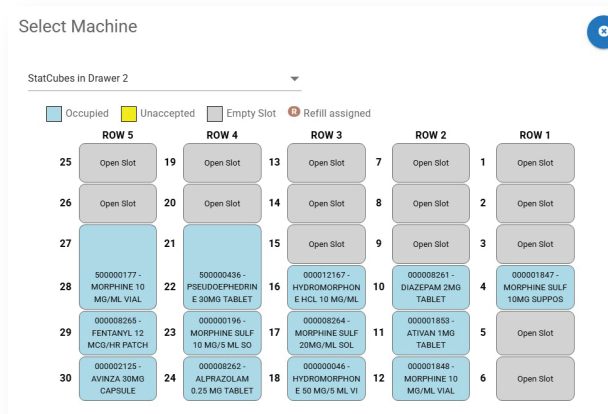 Select Machine
StatCubes in Drawer 2
Occupied Unaccepted Empty Slot R Refill assigned
ROW 5 ROW 4 ROW 3 ROW 2 ROW 1
25 Open Slot 19 Open Slot 13 Open Slot 7 Open Slot 1 Open Slot
26 Open Slot 20 Open Slot 14 Open Slot 8 Open Slot 2 Open Slot
27 21 15 Open Slot 9 Open Slot 3 Open Slot
500000177 - 500000436 - 000012167 - 000008261 - 000001847 -
28 MORPHINE 10 22 PSEUDOEPHEDRIN 16 HYDROMORPHON 10 DIAZEPAM 2MG 4 MORPHINE SULF
MG/ML VIAL E 30MG TABLET E HCL 10 MG/ML TABLET 10MG SUPPOS
000008265 - 000000196 - 000008264 - 000001853 -
29 FENTANYL 12 23 MORPHINE SULF 17 MORPHINE SULF 11 ATIVAN 1MG 5 Open Slot
MCG/HR PATCH 10 MG/5 ML SO 20MG/ML SOL TABLET
000002125 - 000008262 - 000000046 - 000001848 -
30 AVINZA 30MG 24 ALPRAZOLAM 18 HYDROMORPHON 12 MORPHINE 10 6 Open Slot
CAPSULE 0.25 MG TABLET E 50 MG/5 ML VI MG/ML VIAL